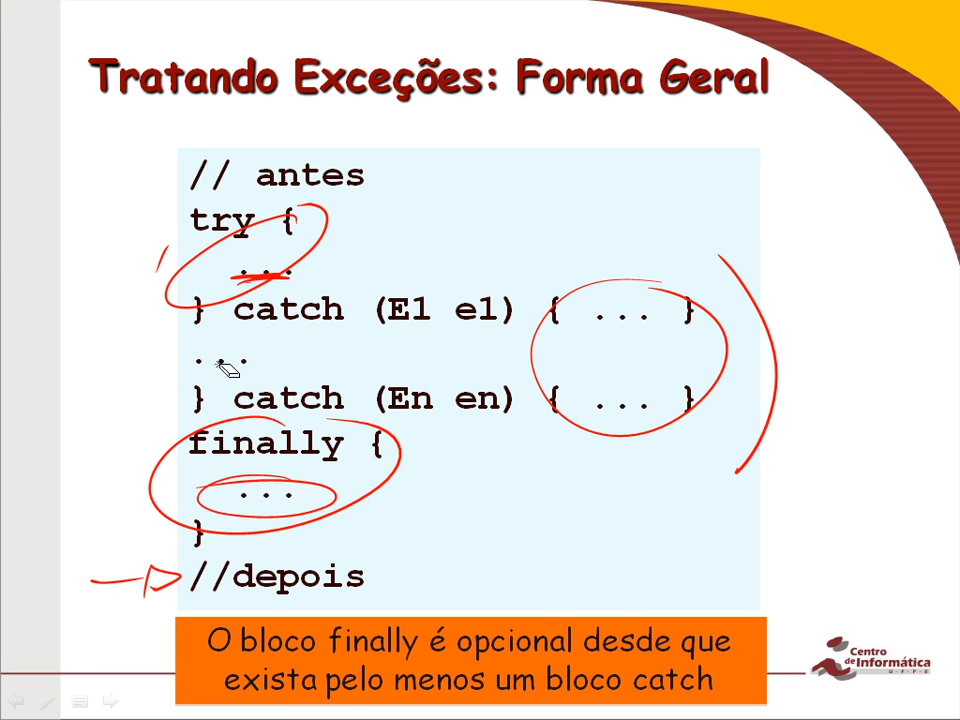 Tratando Exceções: Forma Geral
// antes
try {
...
} catch (E1 e1) { ... }
...
} catch (En en) { ... }
finally {
...
}
//depois
O bloco finally é opcional desde que
exista pelo menos um bloco catch
Centro
de Informática
U F P E